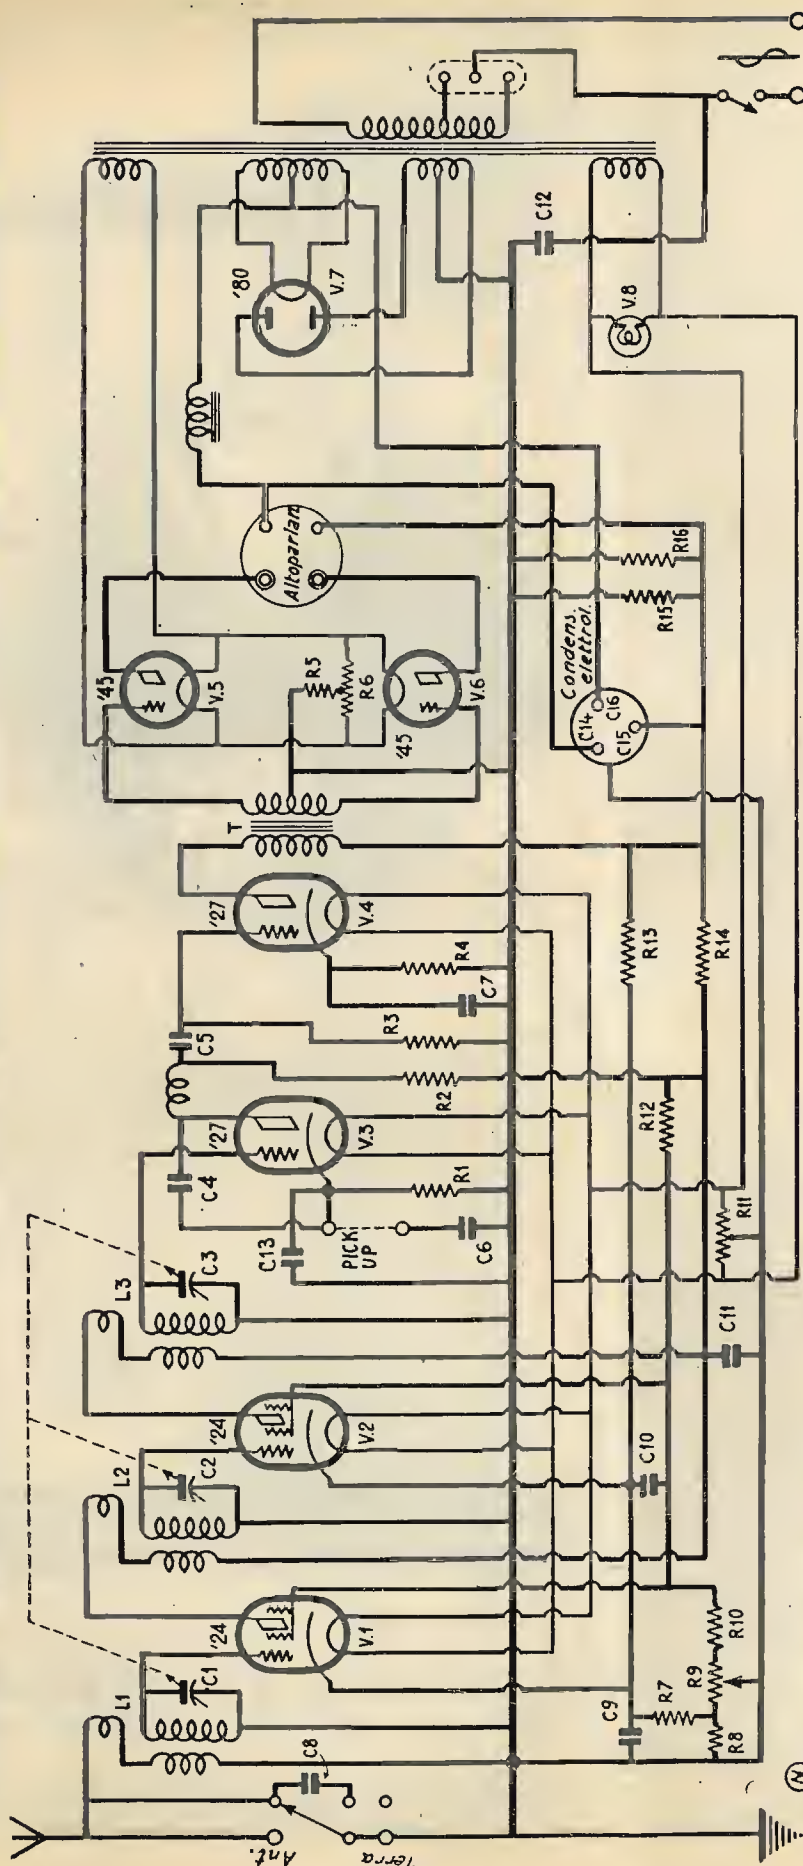 Ant.
Terra
C8
L1
C1
'24
V.1
C9
R7
R8
R9
R10
L2
C2
'24
V.2
C10
L3
C3
C11
C13
PICK
UP
C6
C4
'27
V.3
R1
R2
R3
C5
R11
R12
'27
V.4
C7
R4
R13
R14
T
'45
V.5
R5
R6
'45
V.6
Altoparlan.
Condens.
elettrol.
C14
C15
C16
R15
R16
'80
V.7
C12
V.8
N